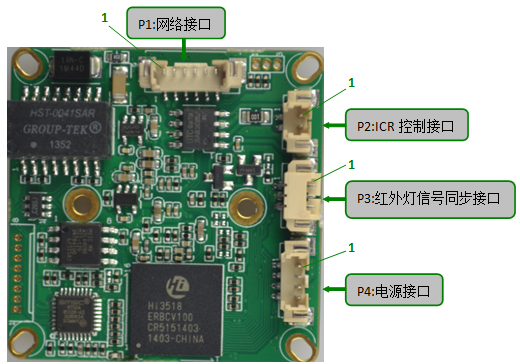 1
P1:网络接口
1
P2:ICR 控制接口
1
P3:红外灯信号同步接口
1
P4:电源接口
HST-0041SAR
GROUP-TEK®
1352
Hi3518
ERBCV100
CR5151403
1403-CHINA